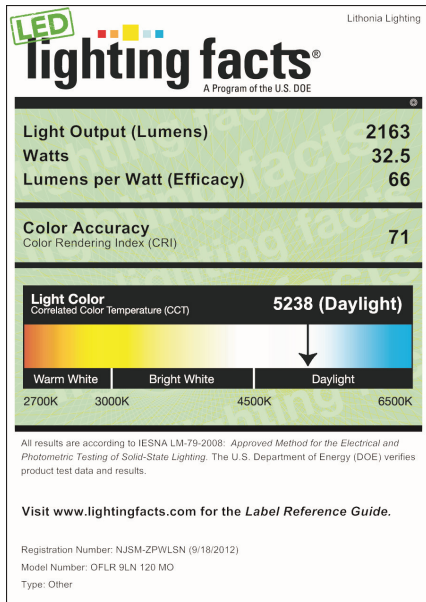 Lithonia Lighting
LED
lighting facts®
A Program of the U.S. DOE
Light Output (Lumens) 2163
Watts 32.5
Lumens per Watt (Efficacy) 66
Color Accuracy
Color Rendering Index (CRI) 71
Light Color
Correlated Color Temperature (CCT) 5238 (Daylight)
Warm White Bright White Daylight
2700K 3000K 4500K 6500K
All results are according to IESNA LM-79-2008: Approved Method for the Electrical and
Photometric Testing of Solid-State Lighting. The U.S. Department of Energy (DOE) verifies
product test data and results.
Visit www.lightingfacts.com for the Label Reference Guide.
Registration Number: NJSM-ZPWLSN (9/18/2012)
Model Number: OFLR 9LN 120 MO
Type: Other